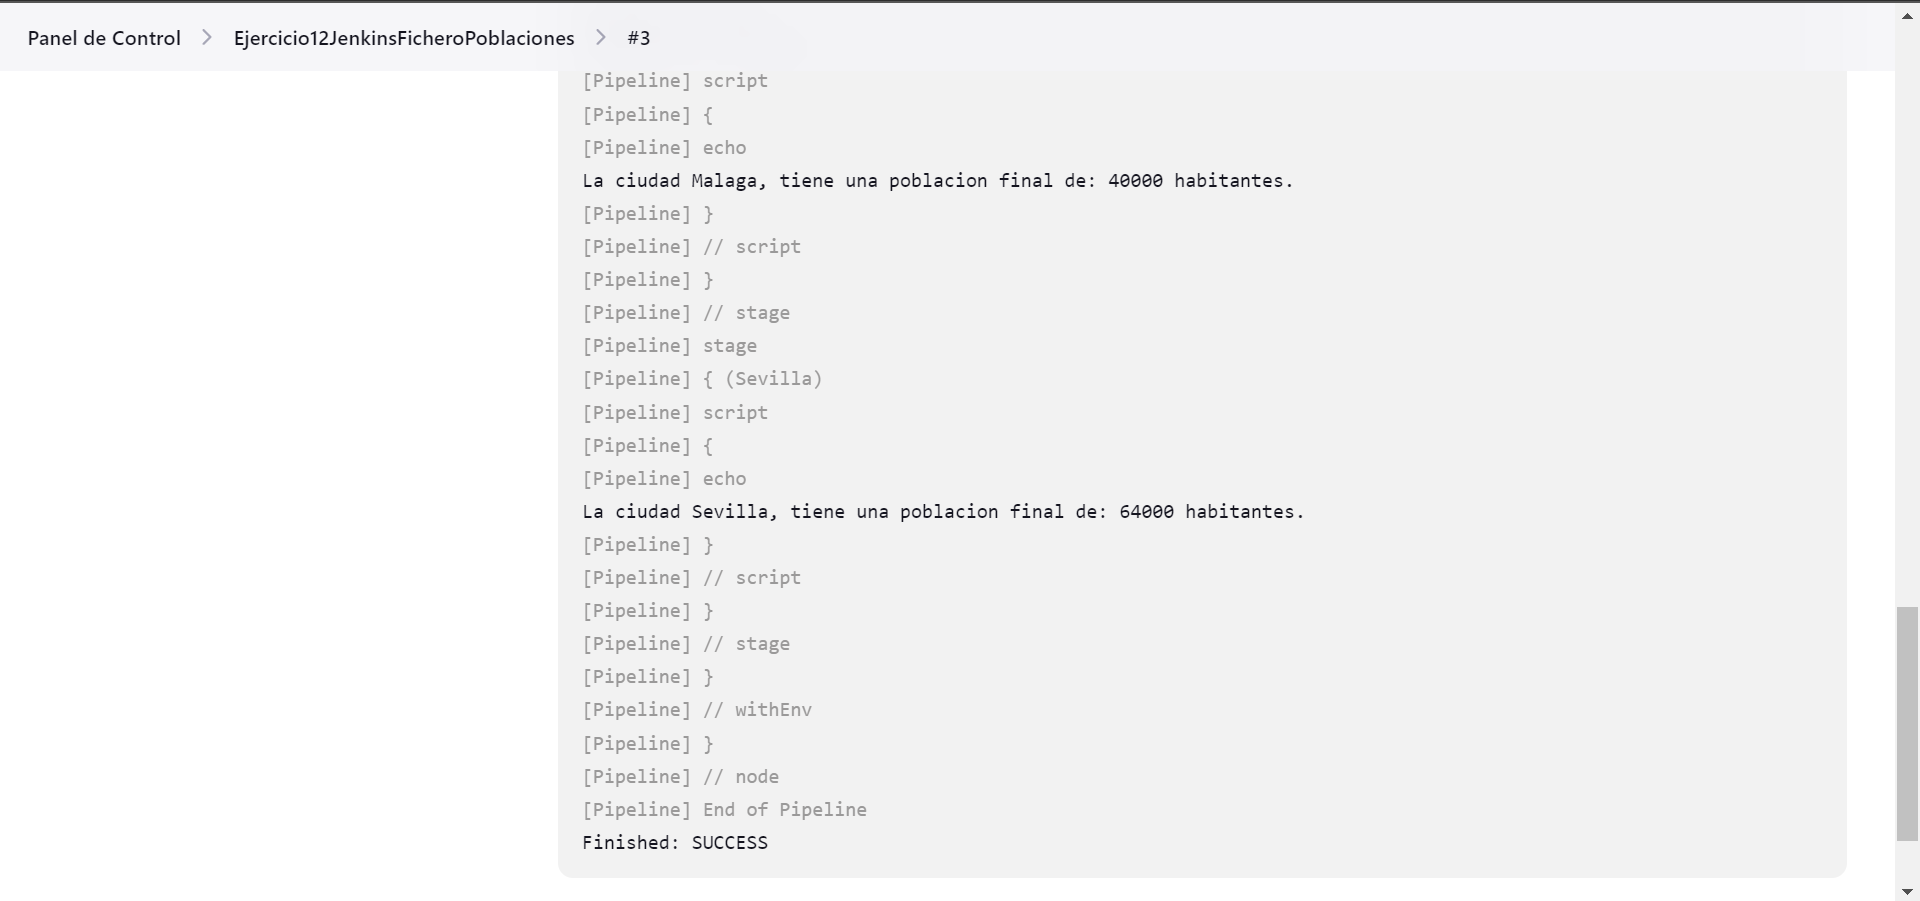 Panel de Control > Ejercicio12JenkinsFicheroPoblaciones > #3
[Pipeline] script
[Pipeline] {
[Pipeline] echo
La ciudad Malaga, tiene una poblacion final de: 40000 habitantes.
[Pipeline] }
[Pipeline] // script
[Pipeline] }
[Pipeline] // stage
[Pipeline] stage
[Pipeline] { (Sevilla)
[Pipeline] script
[Pipeline] {
[Pipeline] echo
La ciudad Sevilla, tiene una poblacion final de: 64000 habitantes.
[Pipeline] }
[Pipeline] // script
[Pipeline] }
[Pipeline] // stage
[Pipeline] }
[Pipeline] // withEnv
[Pipeline] }
[Pipeline] // node
[Pipeline] End of Pipeline
Finished: SUCCESS